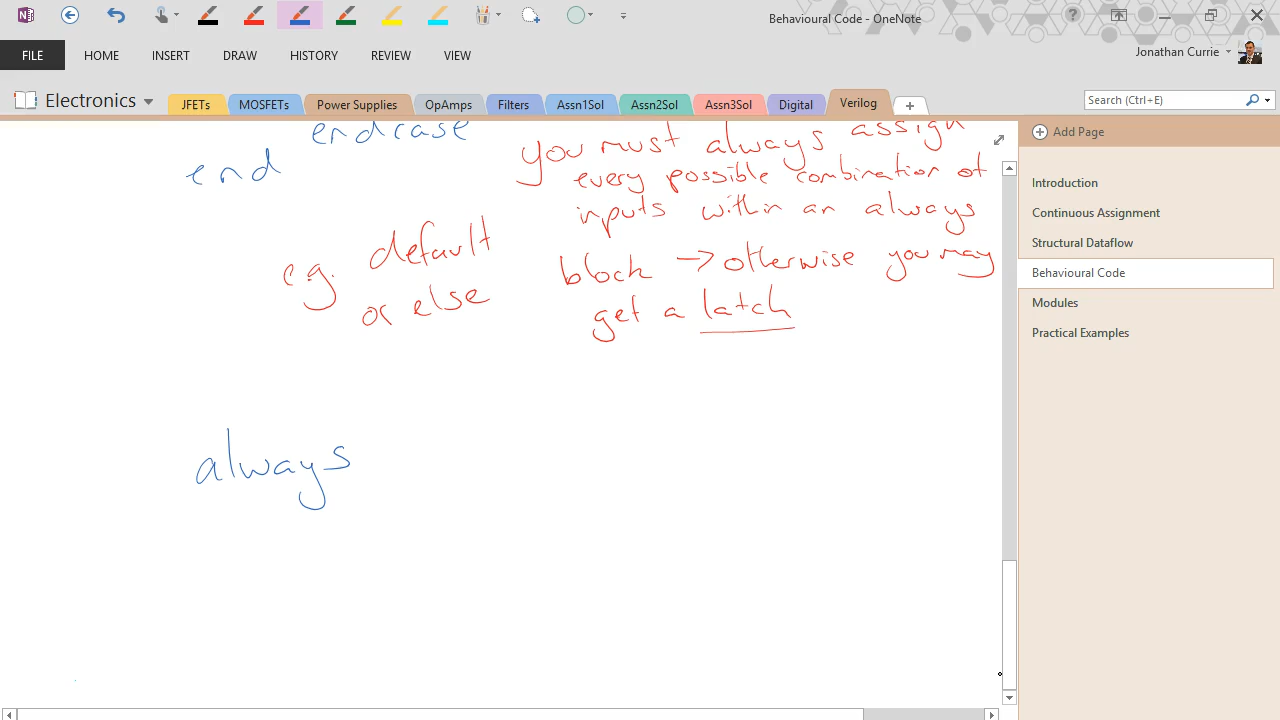 Behavioural Code - OneNote
Jonathan Currie
FILE HOME INSERT DRAW HISTORY REVIEW VIEW
Electronics JFETs MOSFETs Power Supplies OpAmps Filters Assn1Sol Assn2Sol Assn3Sol Digital Verilog
Search (Ctrl+E)
Add Page
Introduction
Continuous Assignment
Structural Dataflow
Behavioural Code
Modules
Practical Examples
endcase
end
you must always assign
every possible combination of
inputs within an always
block → otherwise you may
get a latch
e.g. default
or else
always